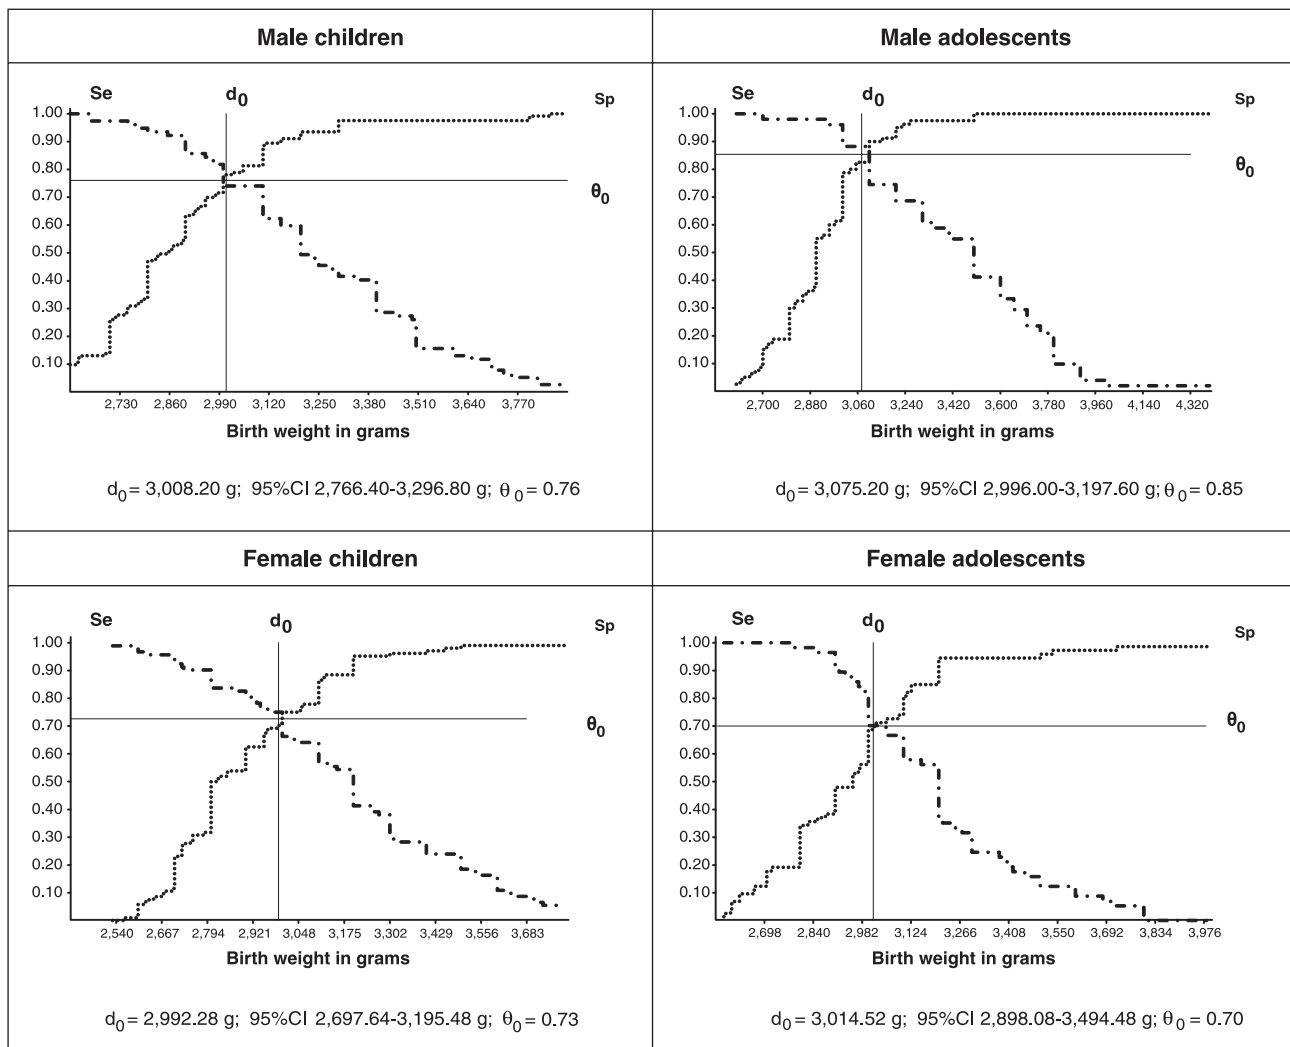 Male children
Se
d0
Sp
1.00
0.90
0.80
0.70
0.60
0.50
0.40
0.30
0.20
0.10
θ0
2,730 2,860 2,990 3,120 3,250 3,380 3,510 3,640 3,770
Birth weight in grams
d0 = 3,008.20 g; 95%CI 2,766.40-3,296.80 g; θ0 = 0.76
Male adolescents
Se
d0
Sp
1.00
0.90
0.80
0.70
0.60
0.50
0.40
0.30
0.20
0.10
θ0
2,700 2,880 3,060 3,240 3,420 3,600 3,780 3,960 4,140 4,320
Birth weight in grams
d0 = 3,075.20 g; 95%CI 2,996.00-3,197.60 g; θ0 = 0.85
Female children
Se
d0
Sp
1.00
0.90
0.80
0.70
0.60
0.50
0.40
0.30
0.20
0.10
θ0
2,540 2,667 2,794 2,921 3,048 3,175 3,302 3,429 3,556 3,683
Birth weight in grams
d0 = 2,992.28 g; 95%CI 2,697.64-3,195.48 g; θ0 = 0.73
Female adolescents
Se
d0
Sp
1.00
0.90
0.80
0.70
0.60
0.50
0.40
0.30
0.20
0.10
θ0
2,698 2,840 2,982 3,124 3,266 3,408 3,550 3,692 3,834 3,976
Birth weight in grams
d0 = 3,014.52 g; 95%CI 2,898.08-3,494.48 g; θ0 = 0.70